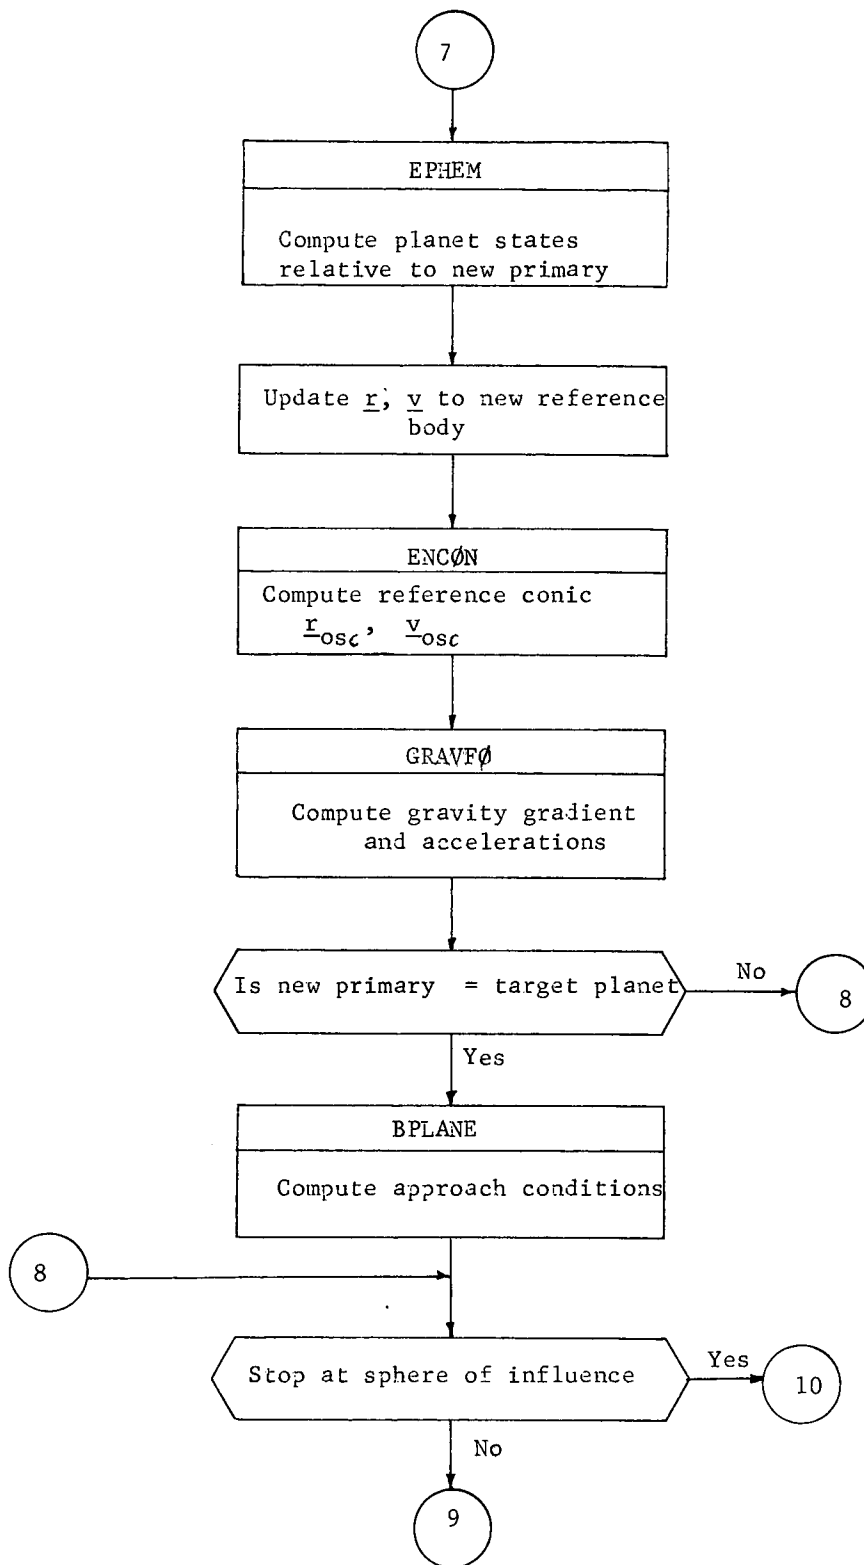 7
EPHEM
Compute planet states
relative to new primary
Update r, v to new reference
body
ENCØN
Compute reference conic
r_osc, v_osc
GRAVFØ
Compute gravity gradient
and accelerations
Is new primary = target planet
No
8
Yes
BPLANE
Compute approach conditions
8
Stop at sphere of influence
Yes
10
No
9